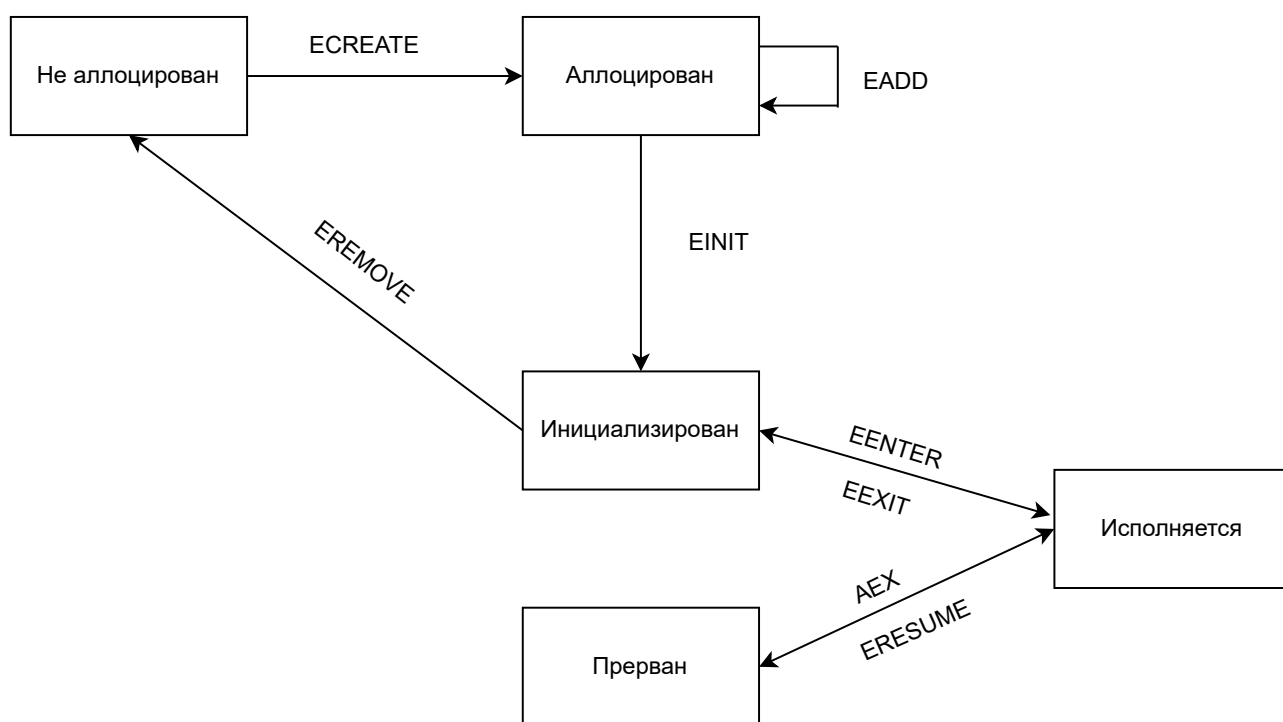 ECREATE
Не аллоцирован
Аллоцирован
EADD
EINIT
EREMOVE
Инициализирован
EENTER
EEXIT
Исполняется
AEX
ERESUME
Прерван